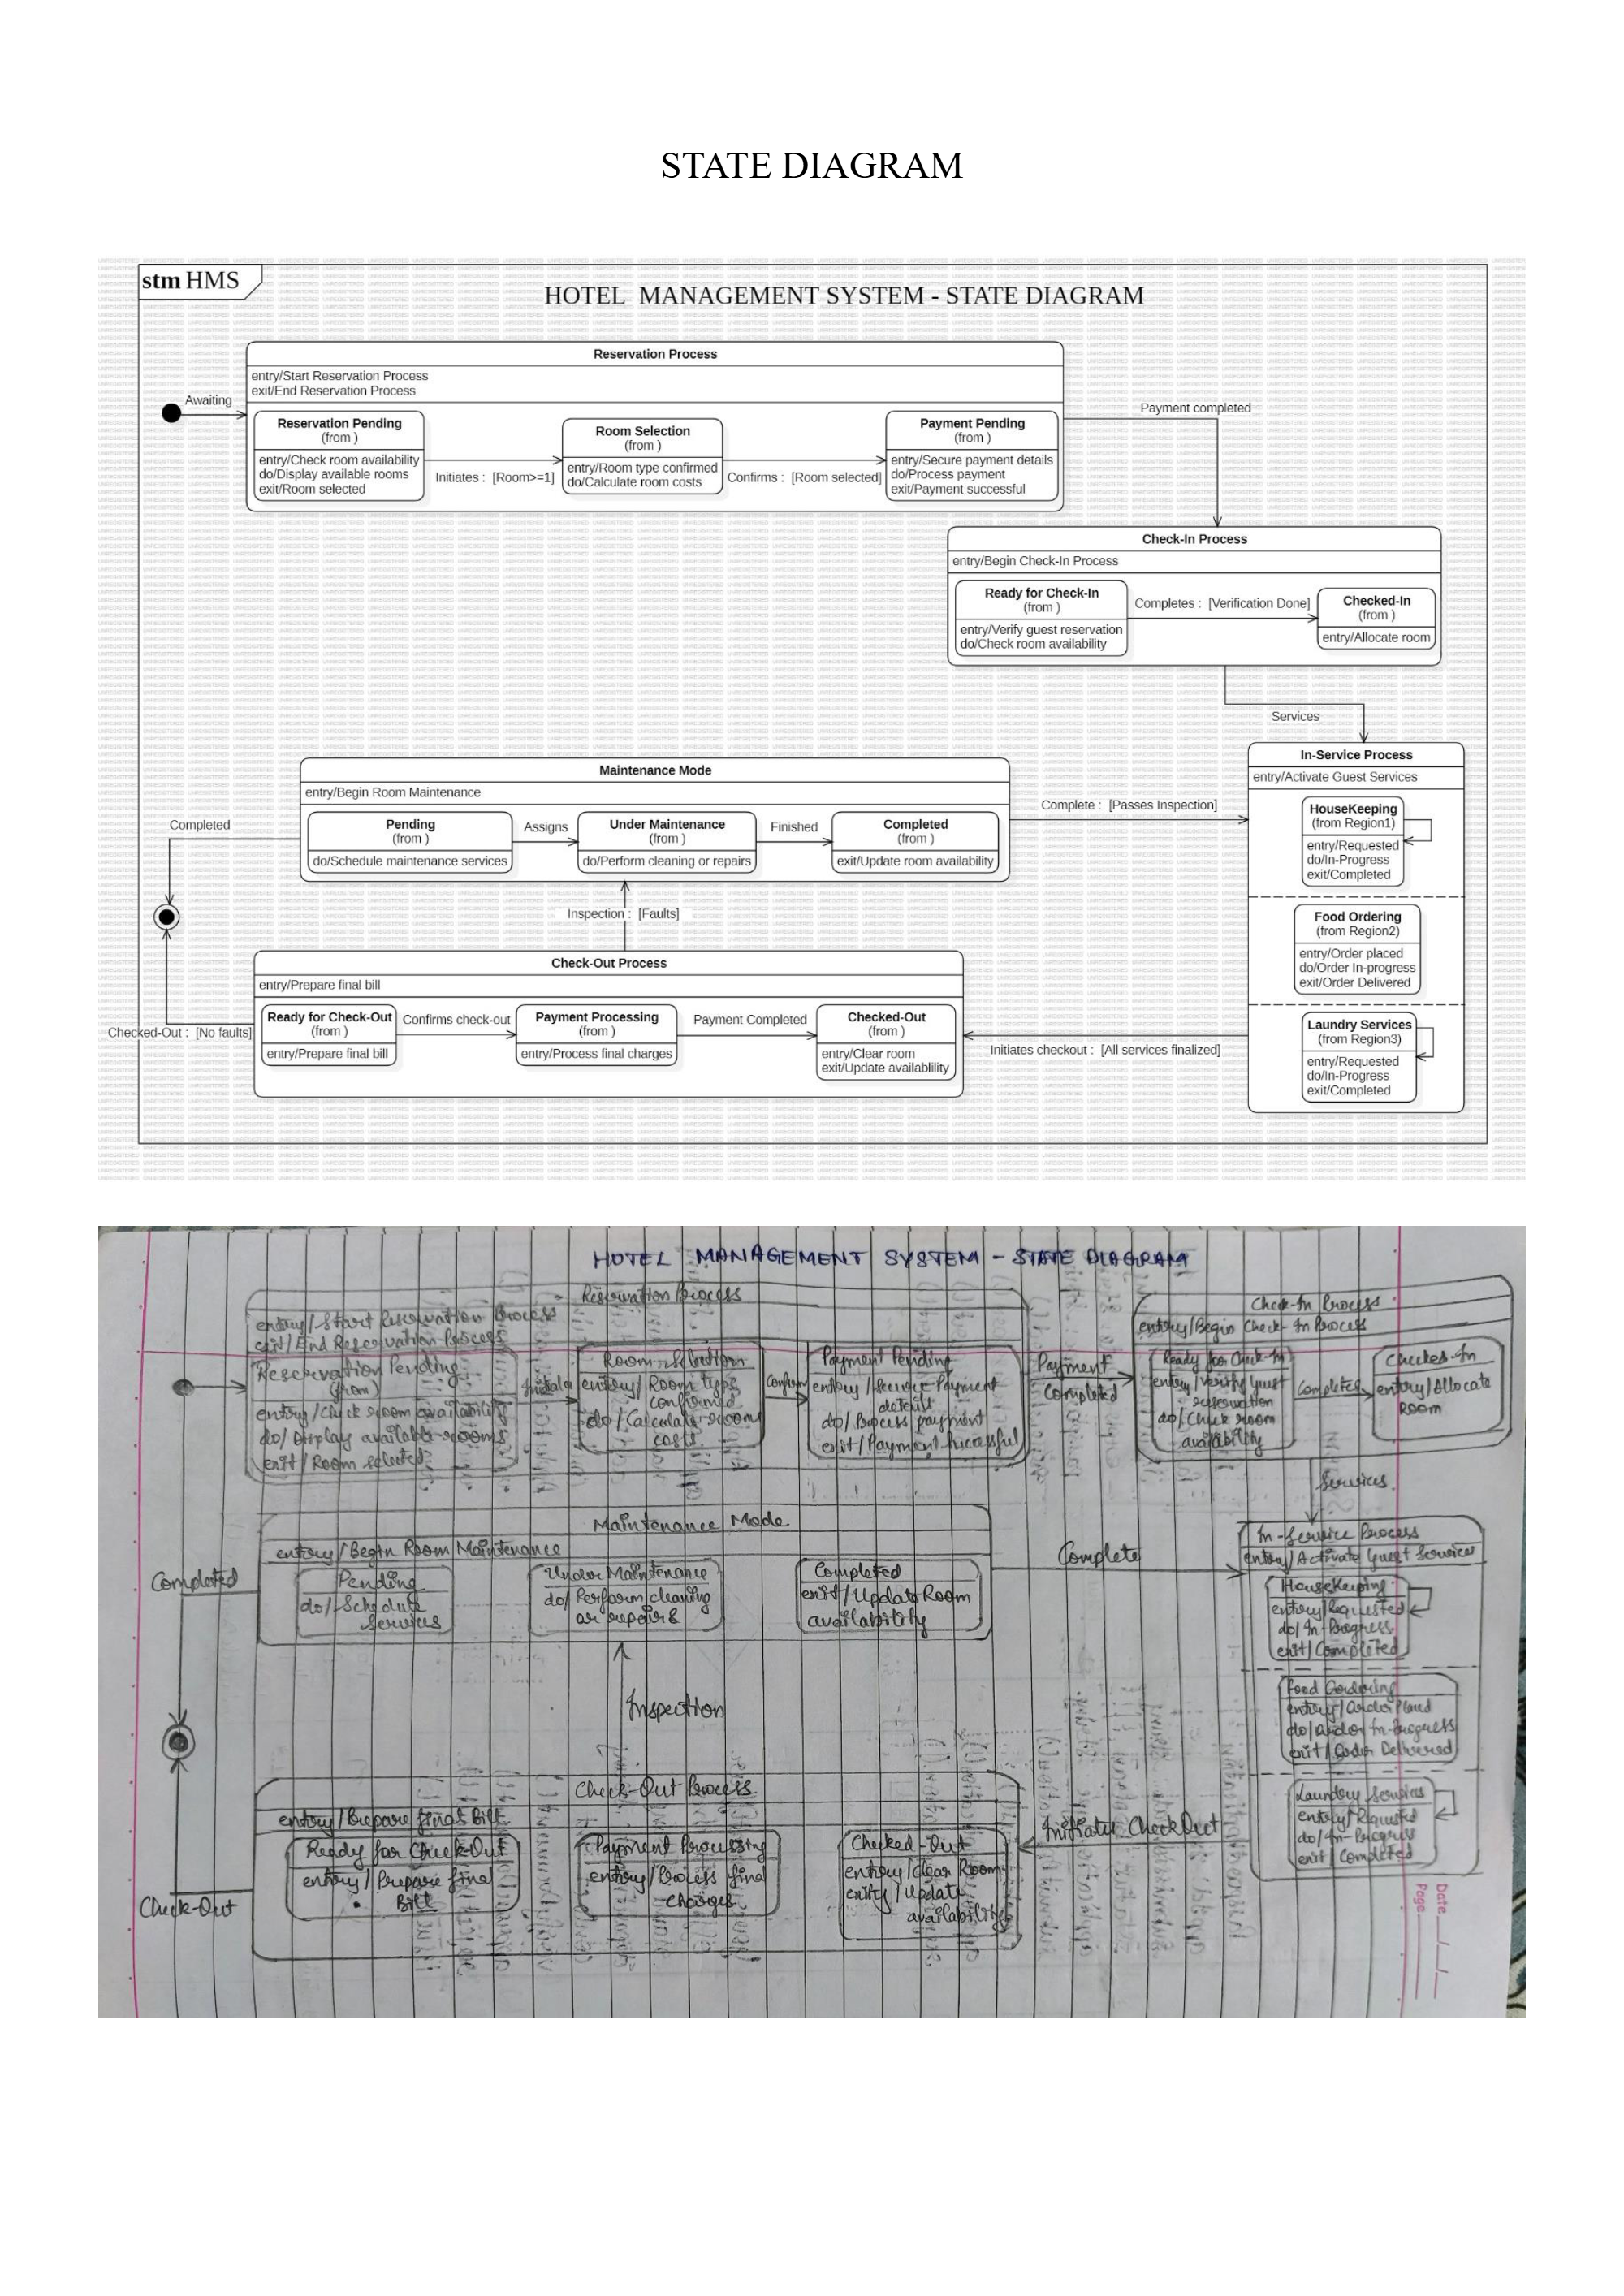 STATE DIAGRAM
stm HMS
HOTEL MANAGEMENT SYSTEM - STATE DIAGRAM
Reservation Process
entry/Start Reservation Process
exit/End Reservation Process
Awaiting
Reservation Pending
(from )
entry/Check room availability
do/Display available rooms
exit/Room selected
Initiates : [Room>=1]
Room Selection
(from )
entry/Room type confirmed
do/Calculate room costs
Confirms : [Room selected]
Payment Pending
(from )
entry/Secure payment details
do/Process payment
exit/Payment successful
Payment completed
Check-In Process
entry/Begin Check-In Process
Ready for Check-In
(from )
entry/Verify guest reservation
do/Check room availability
Completes : [Verification Done]
Checked-In
(from )
entry/Allocate room
Services
In-Service Process
entry/Activate Guest Services
HouseKeeping
(from Region1)
entry/Requested
do/In-Progress
exit/Completed
Food Ordering
(from Region2)
entry/Order placed
do/Order In-progress
exit/Order Delivered
Laundry Services
(from Region3)
entry/Requested
do/In-Progress
exit/Completed
Maintenance Mode
entry/Begin Room Maintenance
Pending
(from )
do/Schedule maintenance services
Assigns
Under Maintenance
(from )
do/Perform cleaning or repairs
Finished
Completed
(from )
exit/Update room availability
Complete : [Passes Inspection]
Completed
Inspection : [Faults]
Check-Out Process
entry/Prepare final bill
Ready for Check-Out
(from )
entry/Prepare final bill
Confirms check-out
Payment Processing
(from )
entry/Process final charges
Payment Completed
Checked-Out
(from )
entry/Clear room
exit/Update availablility
Initiates checkout : [All services finalized]
Checked-Out : [No faults]
HOTEL MANAGEMENT SYSTEM - STATE DIAGRAM
Reservation Process
entry/Start Reservation Process
exit/End Reservation Process
Reservation Pending
(from)
entry/Check room availability
do/Display available rooms
exit/Room selected
Room Selection
entry/Room type
confirmed
do/Calculate room
costs
Confirm
Payment Pending
entry/Secure Payment
details
do/Process payment
exit/Payment Successful
Payment
Completed
Check-In Process
entry/Begin Check-In Process
Ready for Check-In
entry/Verify guest
reservation
do/Check room
availability
Completes
Checked-In
entry/Allocate
Room
Services
In-Service Process
entry/Activate Guest Services
HouseKeeping
entry/Requested
do/In-Progress
exit/Completed
Food Oordering
entry/Order Placed
do/Order In-Progress
exit/Order Delivered
Laundry Services
entry/Requested
do/In-Progress
exit/Completed
Maintenance Mode
entry/Begin Room Maintenance
Pending
do/Schedule
Services
Under Maintenance
do/Perform cleaning
or repairs
Completed
exit/Update Room
availability
Complete
Completed
Inspection
Check-Out Process
entry/Prepare final Bill
Ready for Check-Out
entry/Prepare final
Bill
Payment Processing
entry/Process final
charges
Checked-Out
entry/Clear Room
exity/Update
availability
Initiates CheckOut
Check-Out
Date
Page